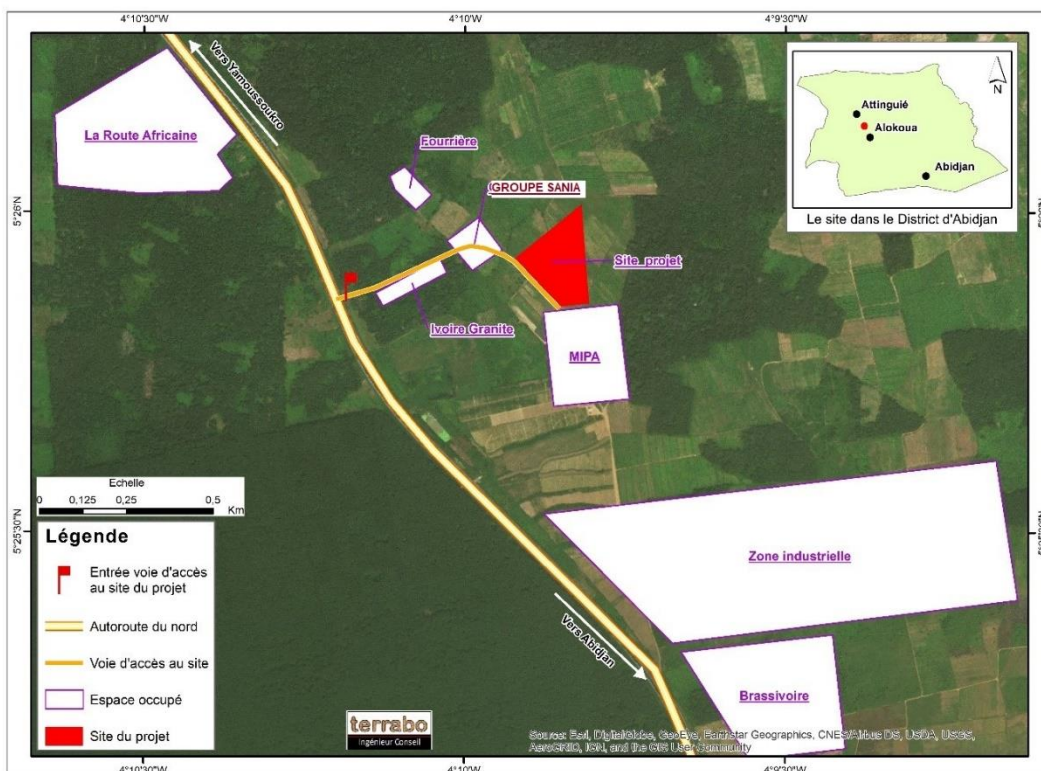 4°10'30"W
4°10'0"W
4°9'30"W
Vers Yamoussoukro
La Route Africaine
Fourrière
GROUPE SANIA
Site projet
Ivoire Granite
MIPA
N
Attinguié
Alokoua
Abidjan
Le site dans le District d'Abidjan
5°26'
5°25'30"N
Echelle
0 0,125 0,25 0,5
Km
Légende
Entrée voie d'accès
au site du projet
Autoroute du nord
Voie d'accès au site
Espace occupé
Site du projet
Zone industrielle
Vers Abidjan
Brassivoire
terrabo
Ingénieur Conseil
Source: Esri, DigitalGlobe, GeoEye, Earthstar Geographics, CNES/Airbus DS, USDA, USGS,
AeroGRID, IGN, and the GIS User Community
4°10'30"W
4°10'0"W
4°9'30"W